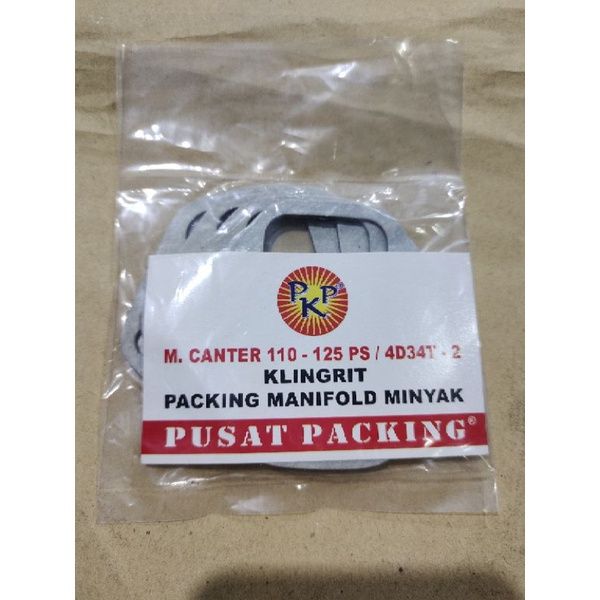 PKP
M. CANTER 110 - 125 PS / 4D34T - 2
KLINGRIT
PACKING MANIFOLD MINYAK
PUSAT PACKING®